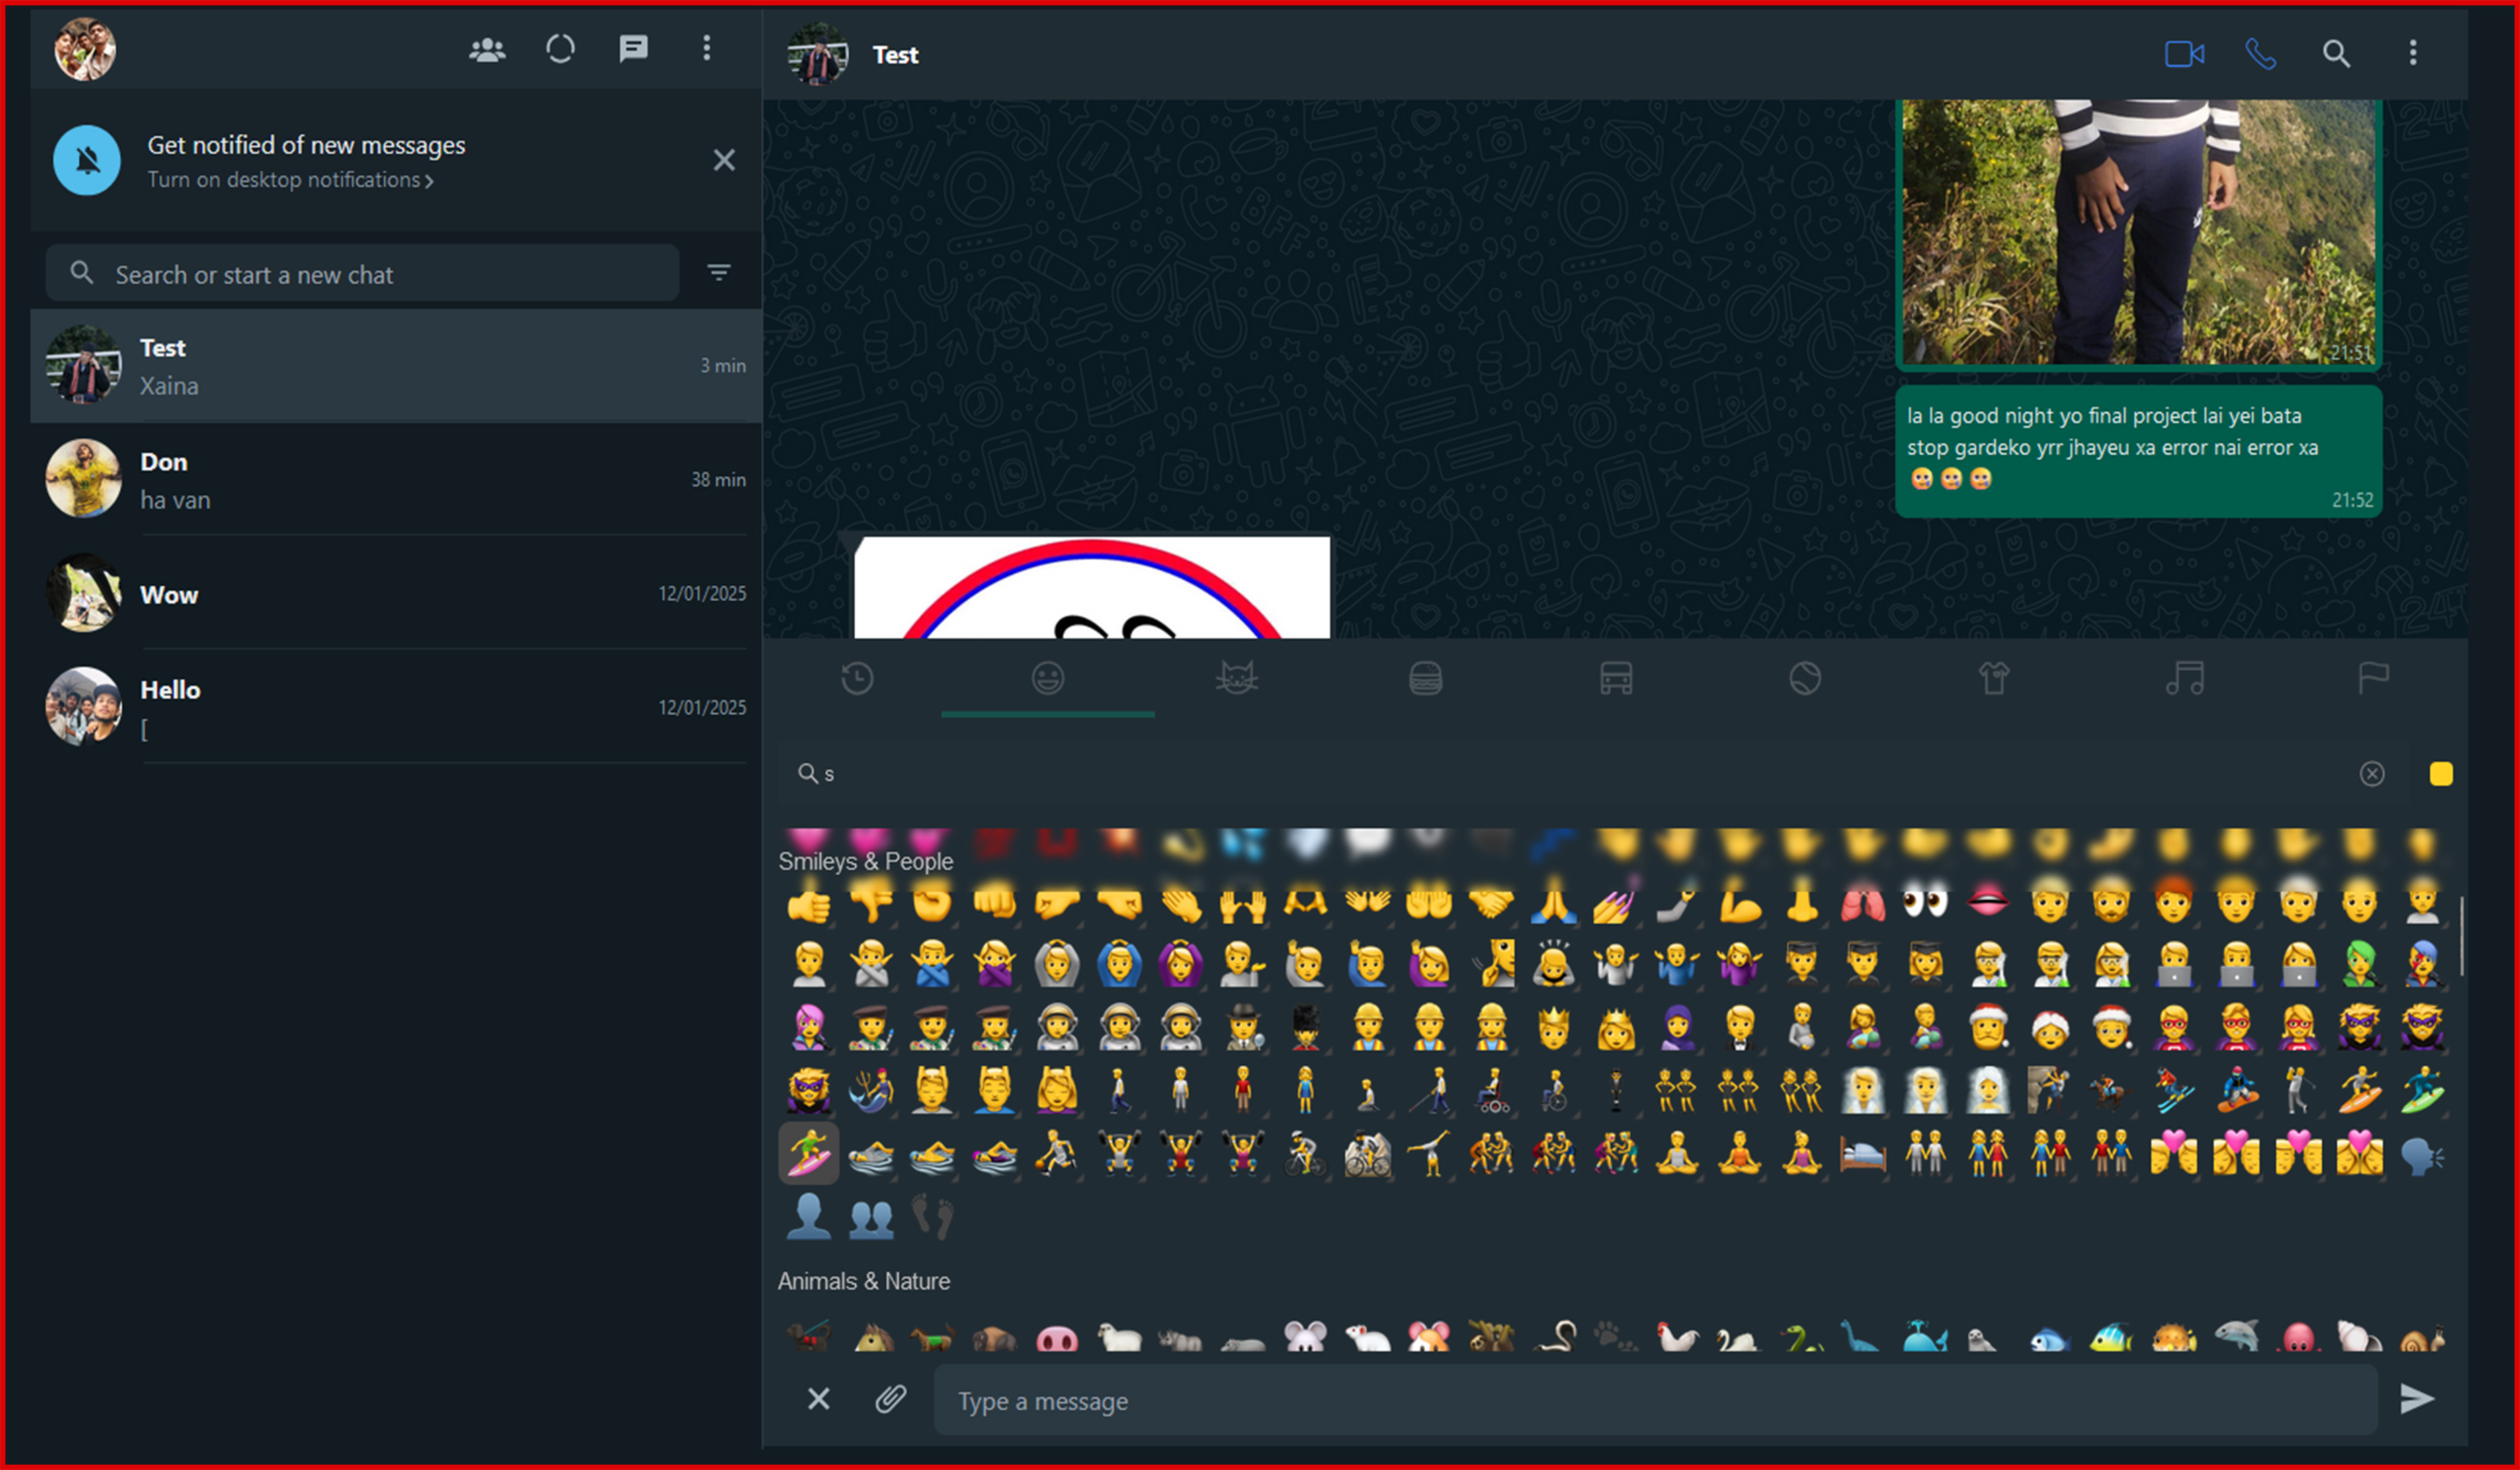 Test
Get notified of new messages
Turn on desktop notifications
Search or start a new chat
Test
3 min
Xaina
Don
38 min
ha van
Wow
12/01/2025
Hello
12/01/2025
[
21:51
la la good night yo final project lai yei bata
stop gardeko yrr jhayeu xa error nai error xa
21:52
s
Smileys & People
Animals & Nature
Type a message